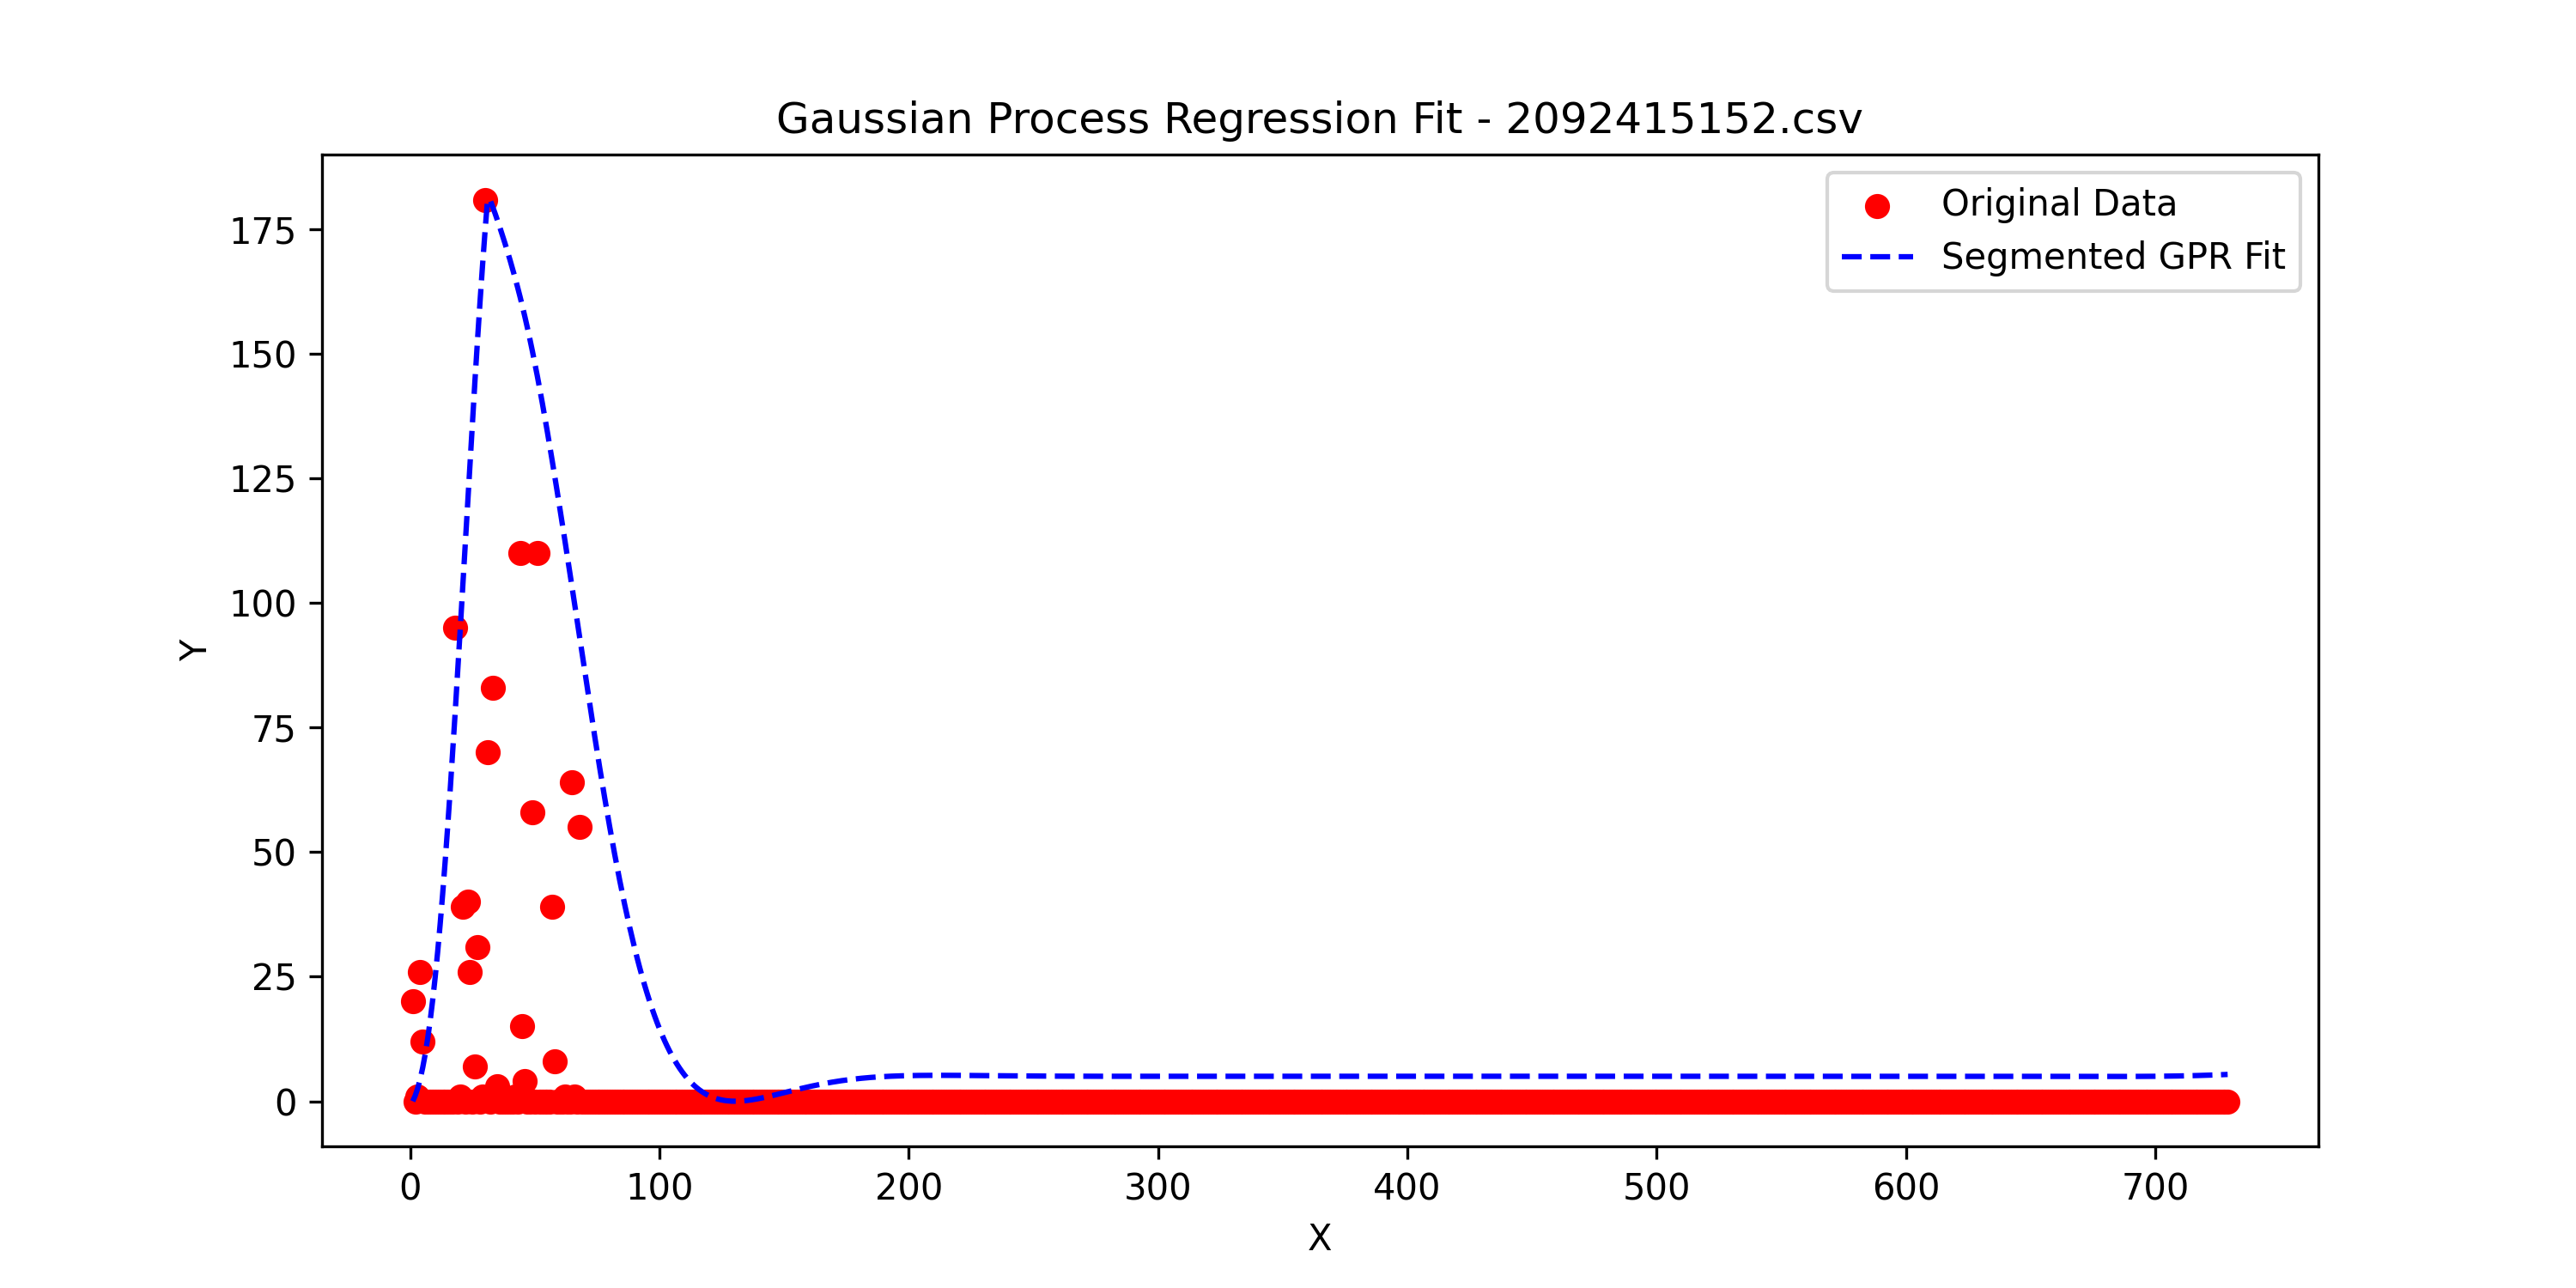 Gaussian Process Regression Fit - 2092415152.csv
Original Data
Segmented GPR Fit
175
150
125
100
75
50
25
0
Y
0 100 200 300 400 500 600 700
X